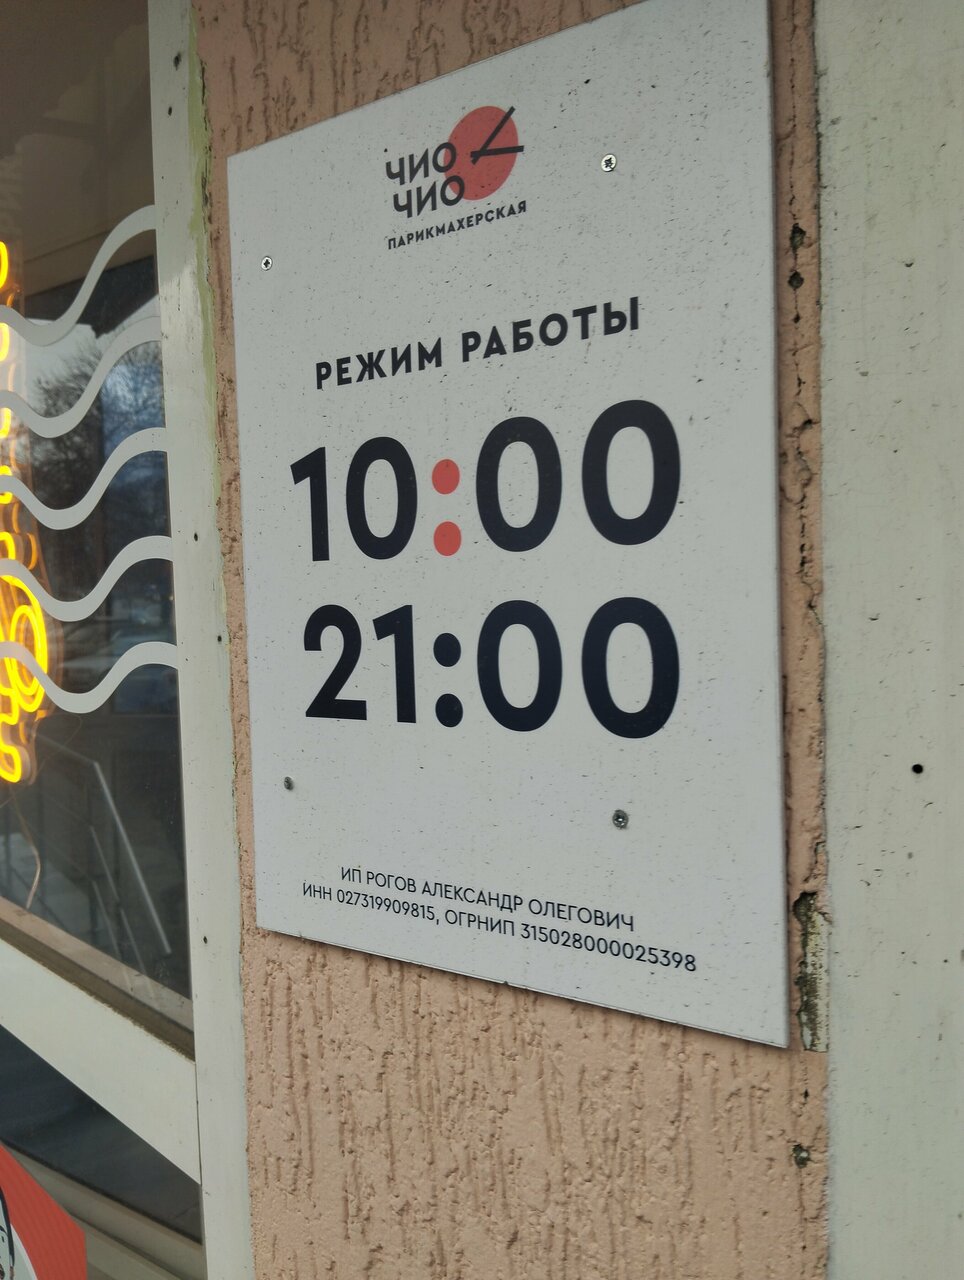 ЧИО
ЧИО
ПАРИКМАХЕРСКАЯ
РЕЖИМ РАБОТЫ
10:00
21:00
ИП РОГОВ АЛЕКСАНДР ОЛЕГОВИЧ
ИНН 027319909815, ОГРНИП 315028000025398